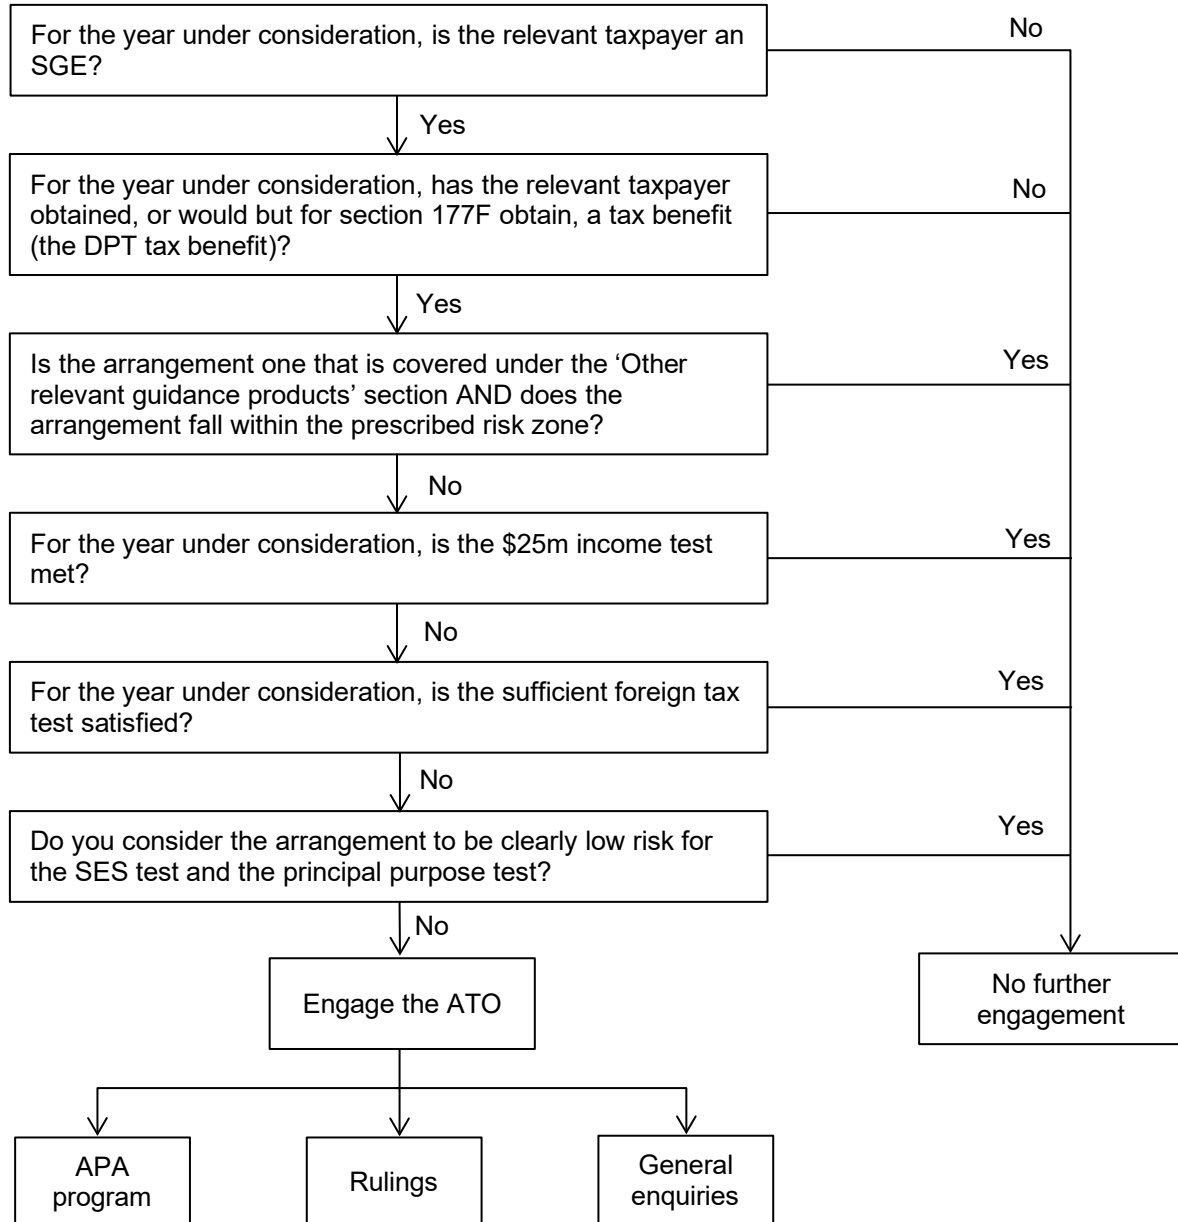 For the year under consideration, is the relevant taxpayer an
SGE?
No
Yes
For the year under consideration, has the relevant taxpayer
obtained, or would but for section 177F obtain, a tax benefit
(the DPT tax benefit)?
No
Yes
Is the arrangement one that is covered under the ‘Other
relevant guidance products’ section AND does the
arrangement fall within the prescribed risk zone?
Yes
No
For the year under consideration, is the $25m income test
met?
Yes
No
For the year under consideration, is the sufficient foreign tax
test satisfied?
Yes
No
Do you consider the arrangement to be clearly low risk for
the SES test and the principal purpose test?
Yes
No
Engage the ATO
No further
engagement
APA
program
Rulings
General
enquiries